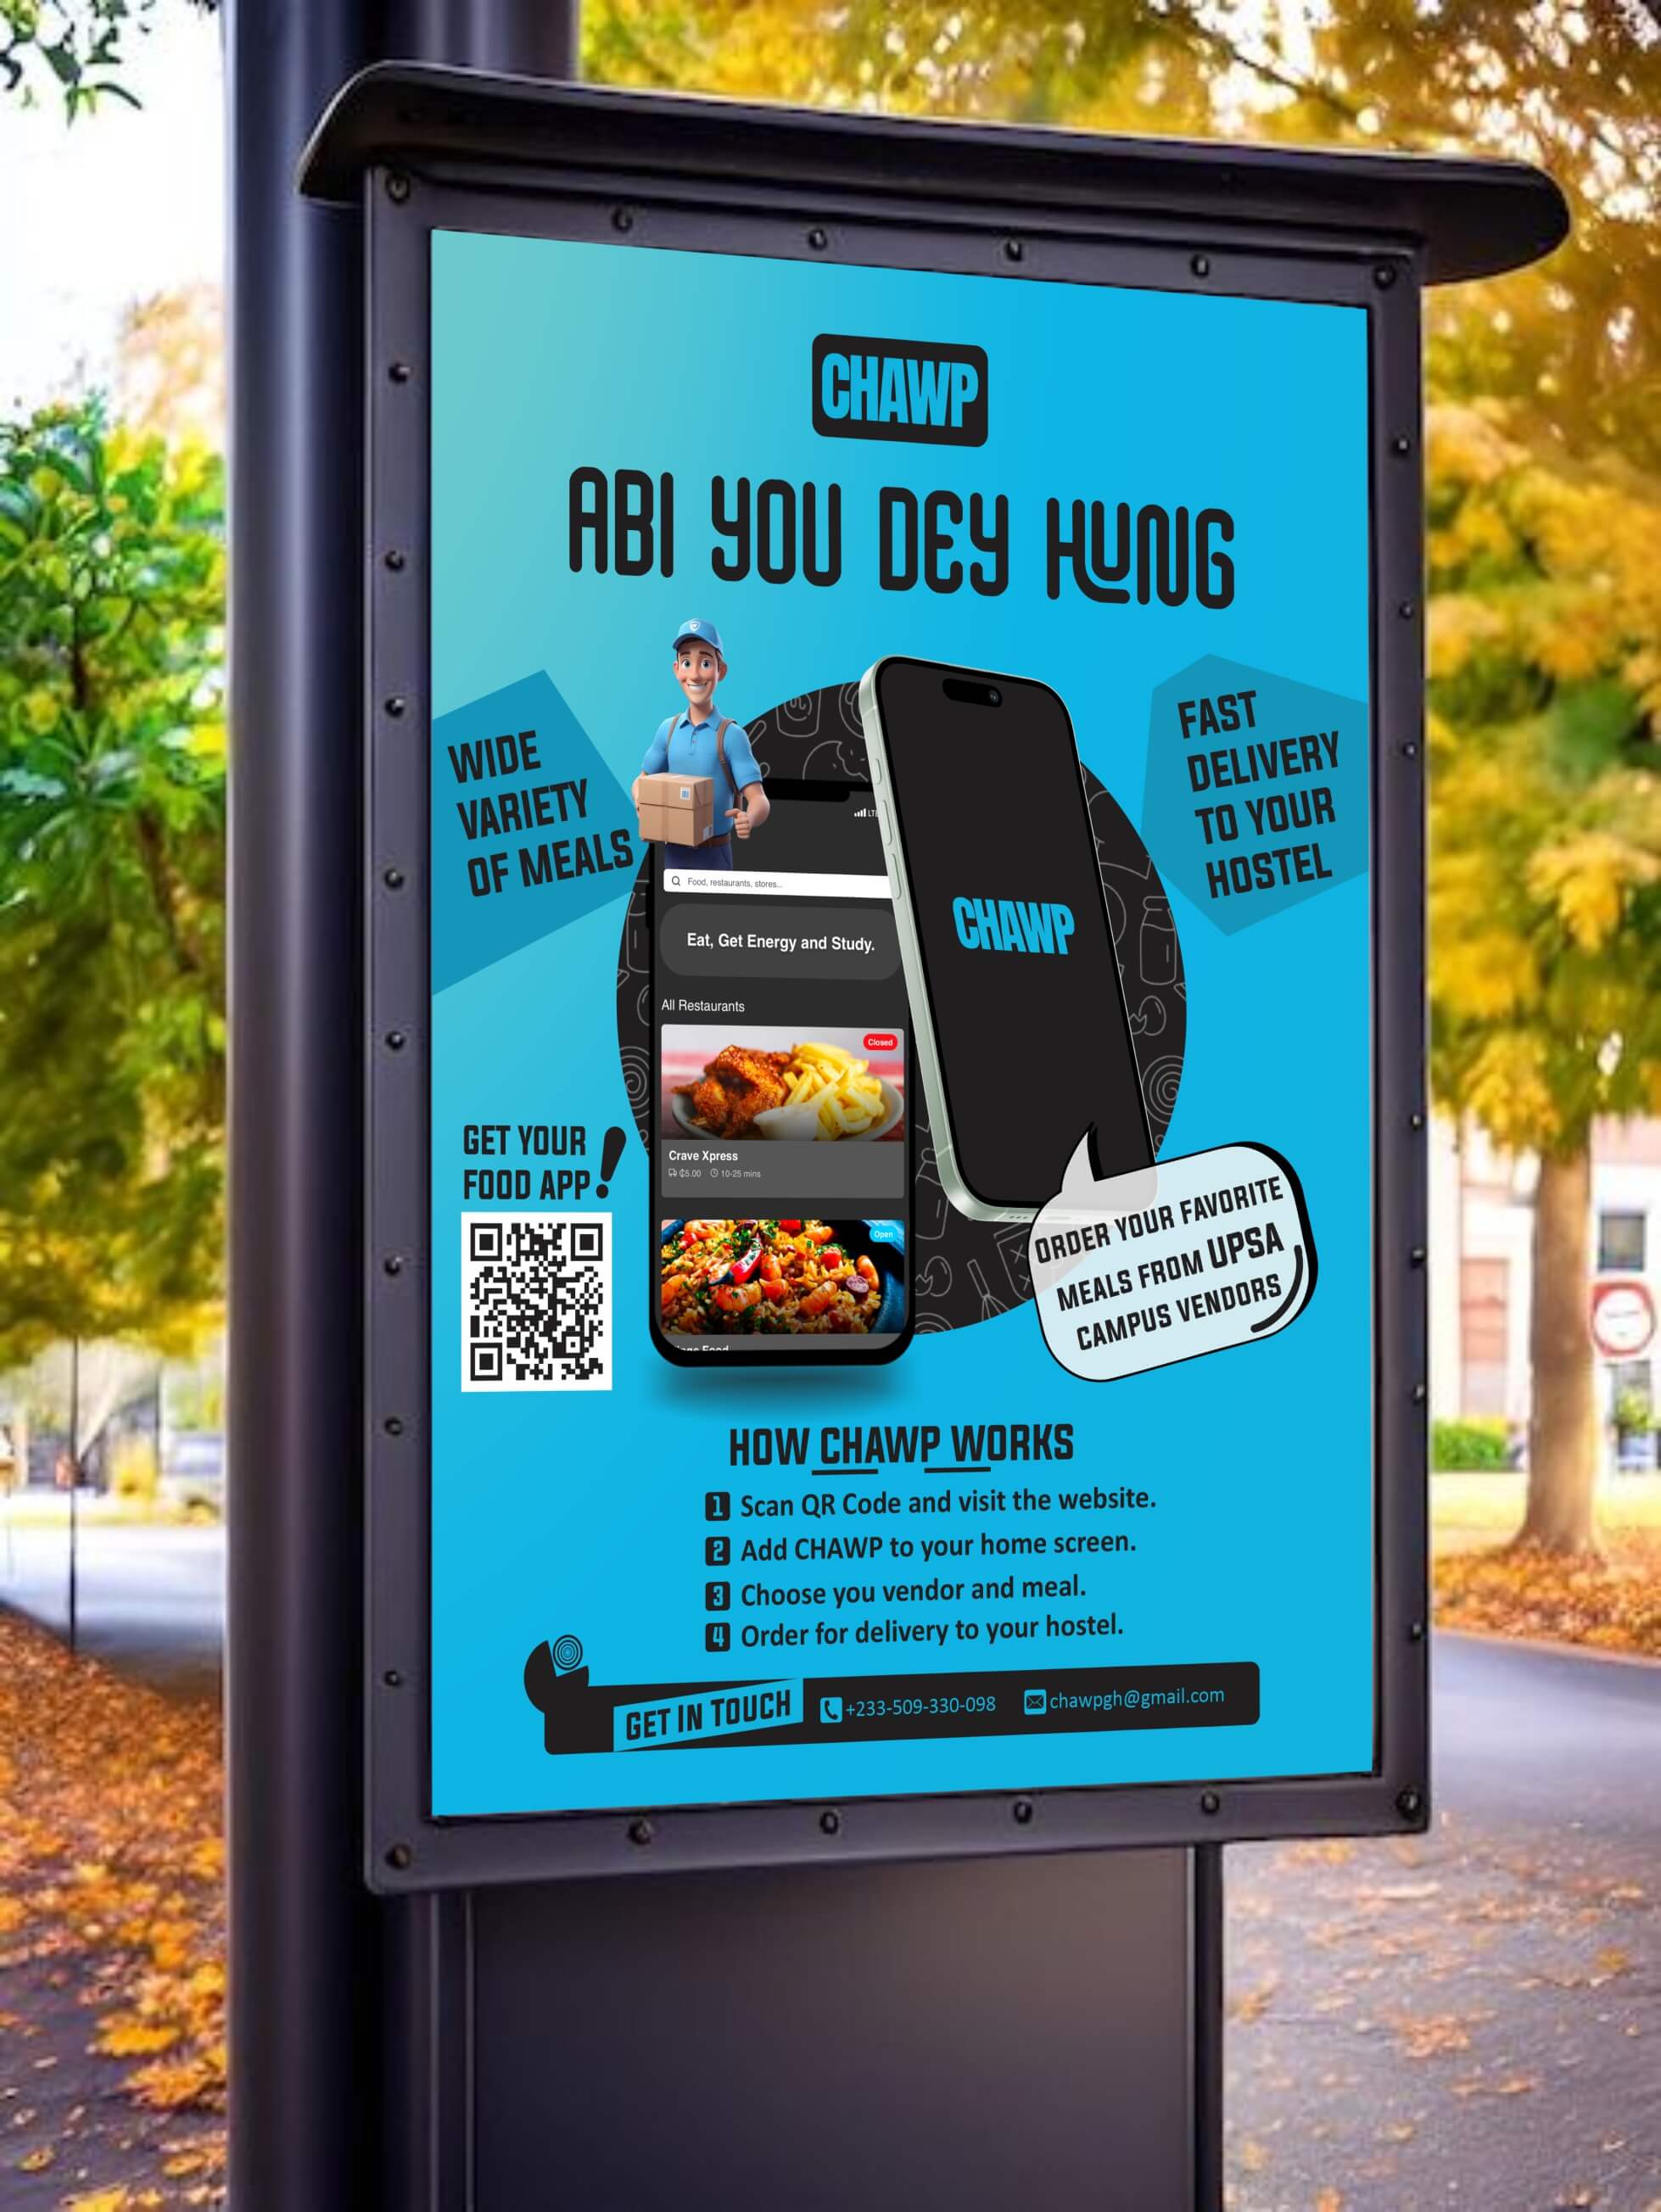 CHAWP
ABI YOU DEY HUNG
WIDE
VARIETY
OF MEALS
FAST
DELIVERY
TO YOUR
HOSTEL
LTE
Food, restaurants, stores...
Eat, Get Energy and Study.
All Restaurants
Closed
Crave Xpress
₵5.00 10-25 mins
Open
Food
CHAWP
GET YOUR
FOOD APP!
ORDER YOUR FAVORITE
MEALS FROM UPSA
CAMPUS VENDORS
HOW CHAWP WORKS
1 Scan QR Code and visit the website.
2 Add CHAWP to your home screen.
3 Choose you vendor and meal.
4 Order for delivery to your hostel.
GET IN TOUCH +233-509-330-098 chawpgh@gmail.com